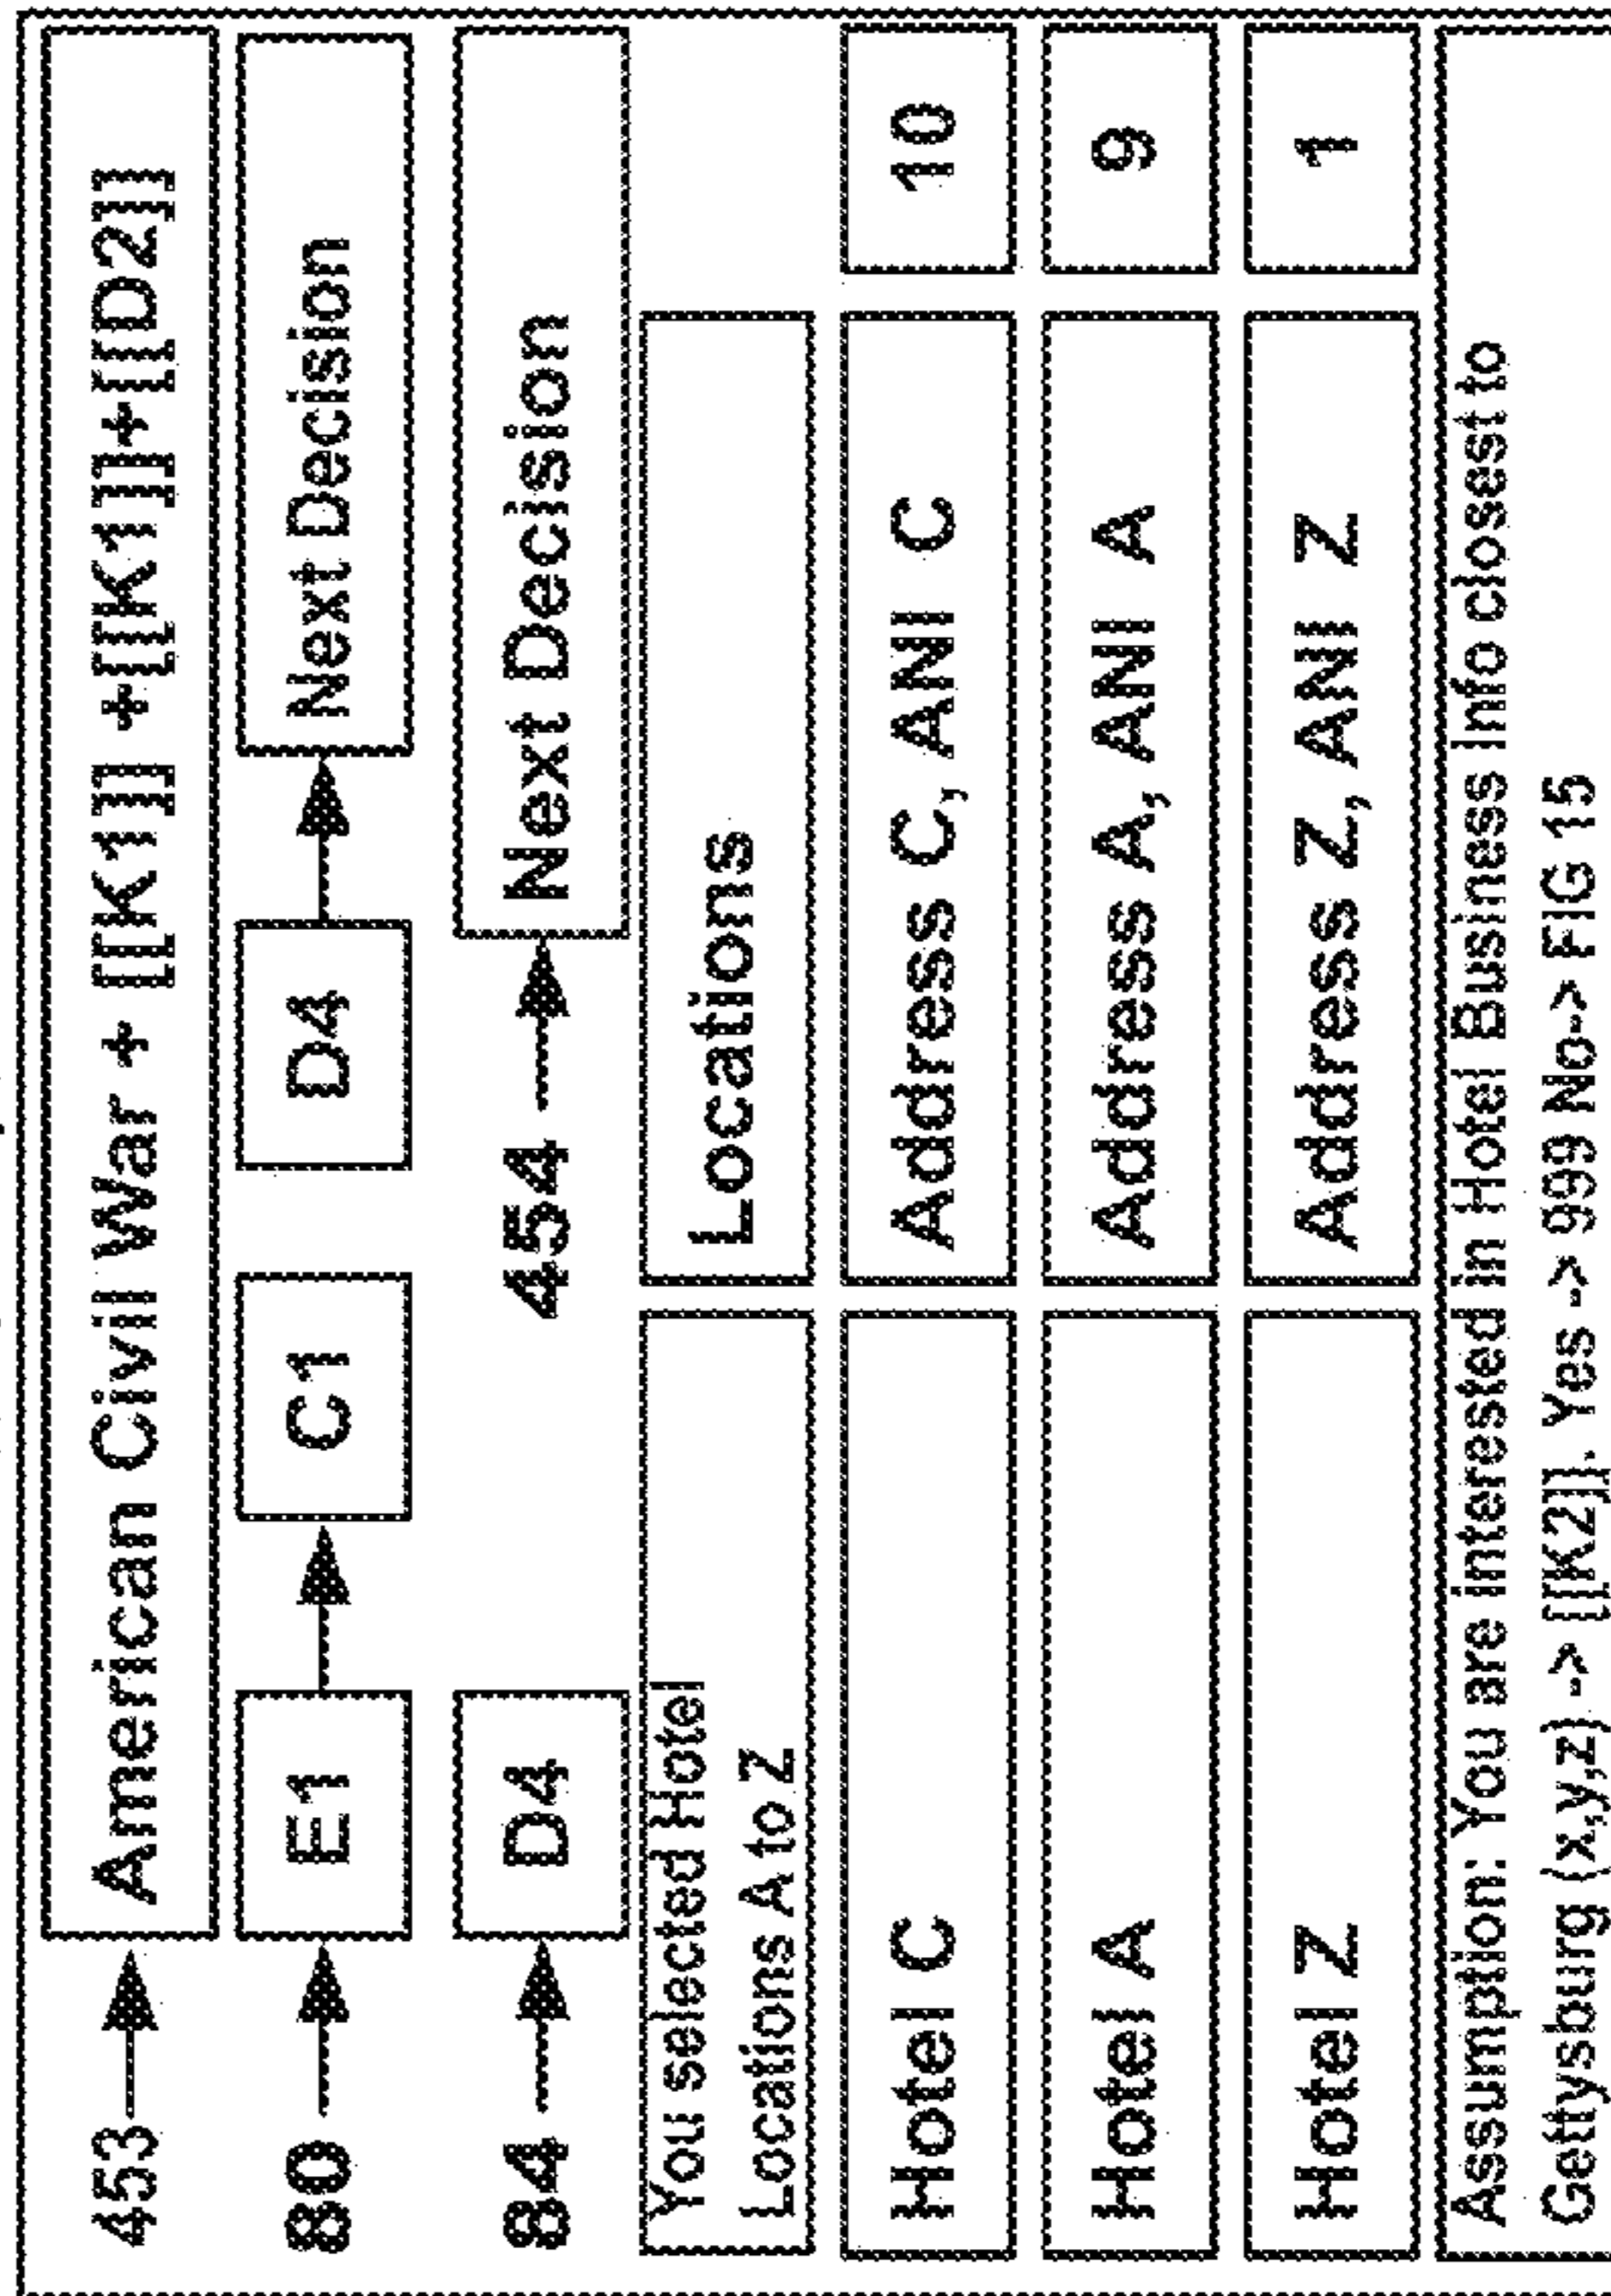 453 American Civil War + [[K1]] +[[K1]]+[[D2]]
80 E1 C1 D4 Next Decision
84 D4 454 Next Decision
You selected Hotel
Locations A to Z
Locations
Hotel C Address C, ANI C 10
Hotel A Address A, ANI A 9
Hotel Z Address Z, ANI Z 1
Assumption: You are interested in Hotel Business Info closest to
Gettysburg (x,y,z) -> [[K2]]. Yes -> 999 No-> FIG 15